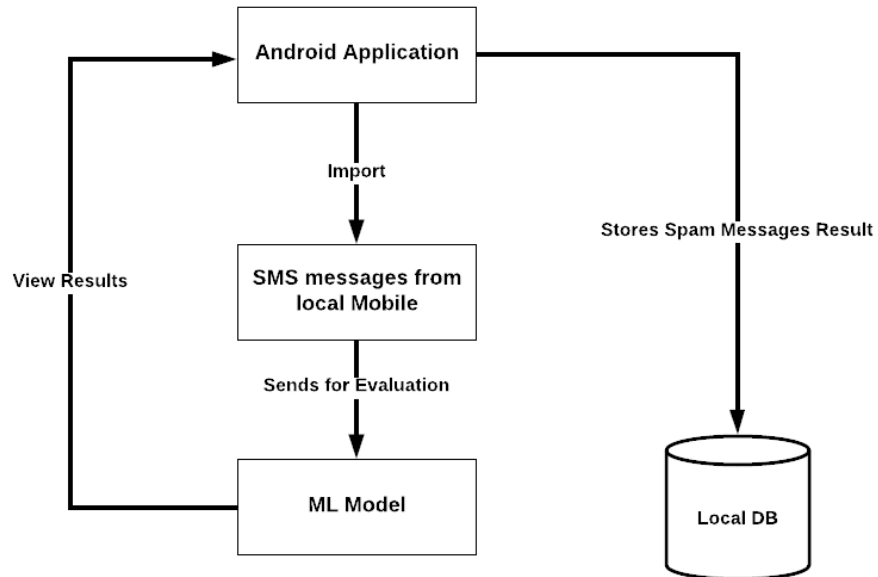 Android Application
Import
Stores Spam Messages Result
SMS messages from
local Mobile
View Results
Sends for Evaluation
ML Model
Local DB